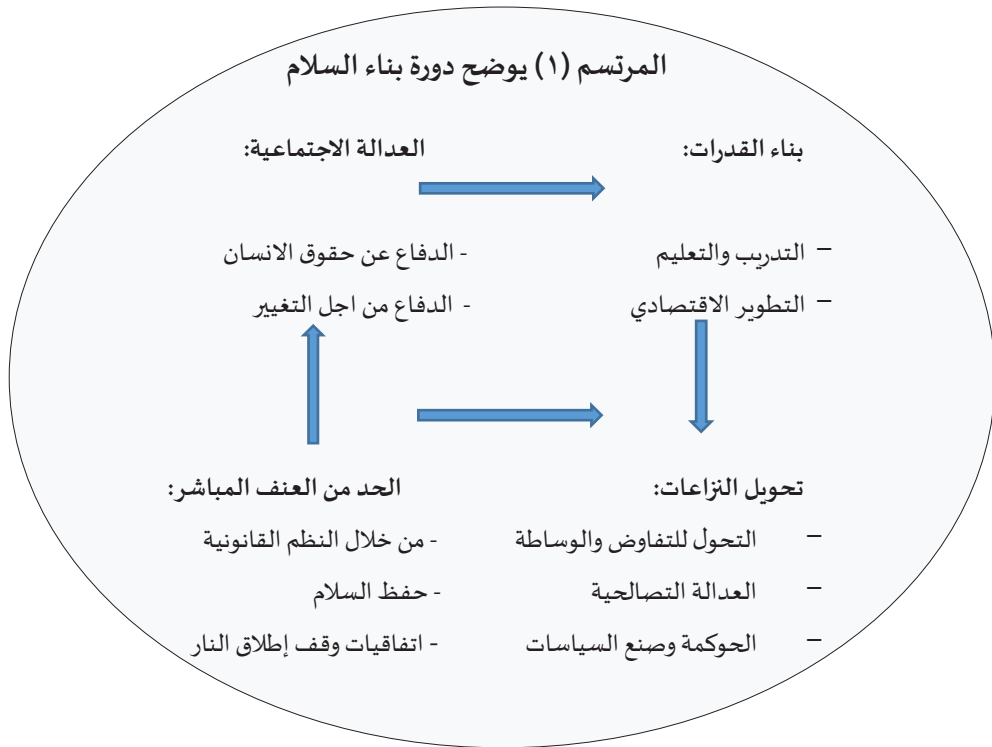 المرتسم (١) يوضح دورة بناء السلام
بناء القدرات:
– التدريب والتعليم
– التطوير الاقتصادي
العدالة الاجتماعية:
- الدفاع عن حقوق الانسان
- الدفاع من اجل التغيير
تحويل النزاعات:
– التحول للتفاوض والوساطة
– العدالة التصالحية
– الحوكمة وصنع السياسات
الحد من العنف المباشر:
- من خلال النظم القانونية
- حفظ السلام
- اتفاقيات وقف إطلاق النار